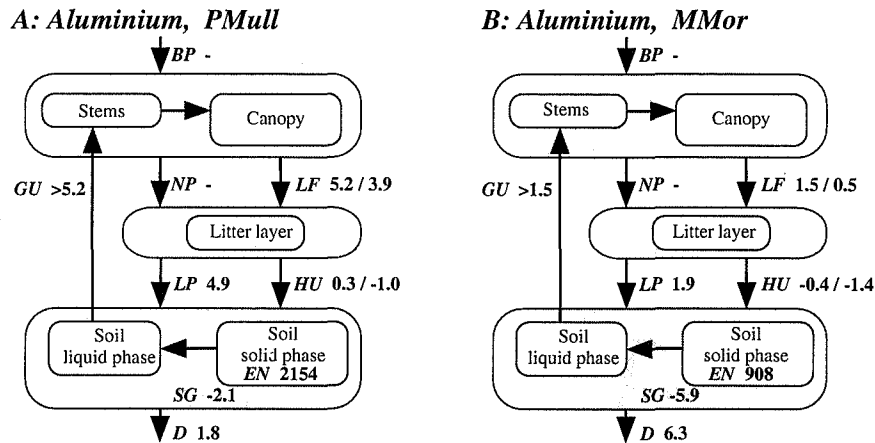 A: Aluminium, PMull
BP -
Stems
Canopy
GU >5.2
NP -
LF 5.2 / 3.9
Litter layer
LP 4.9
HU 0.3 / -1.0
Soil
liquid phase
Soil
solid phase
EN 2154
SG -2.1
D 1.8
B: Aluminium, MMor
BP -
Stems
Canopy
GU >1.5
NP -
LF 1.5 / 0.5
Litter layer
LP 1.9
HU -0.4 / -1.4
Soil
liquid phase
Soil
solid phase
EN 908
SG -5.9
D 6.3